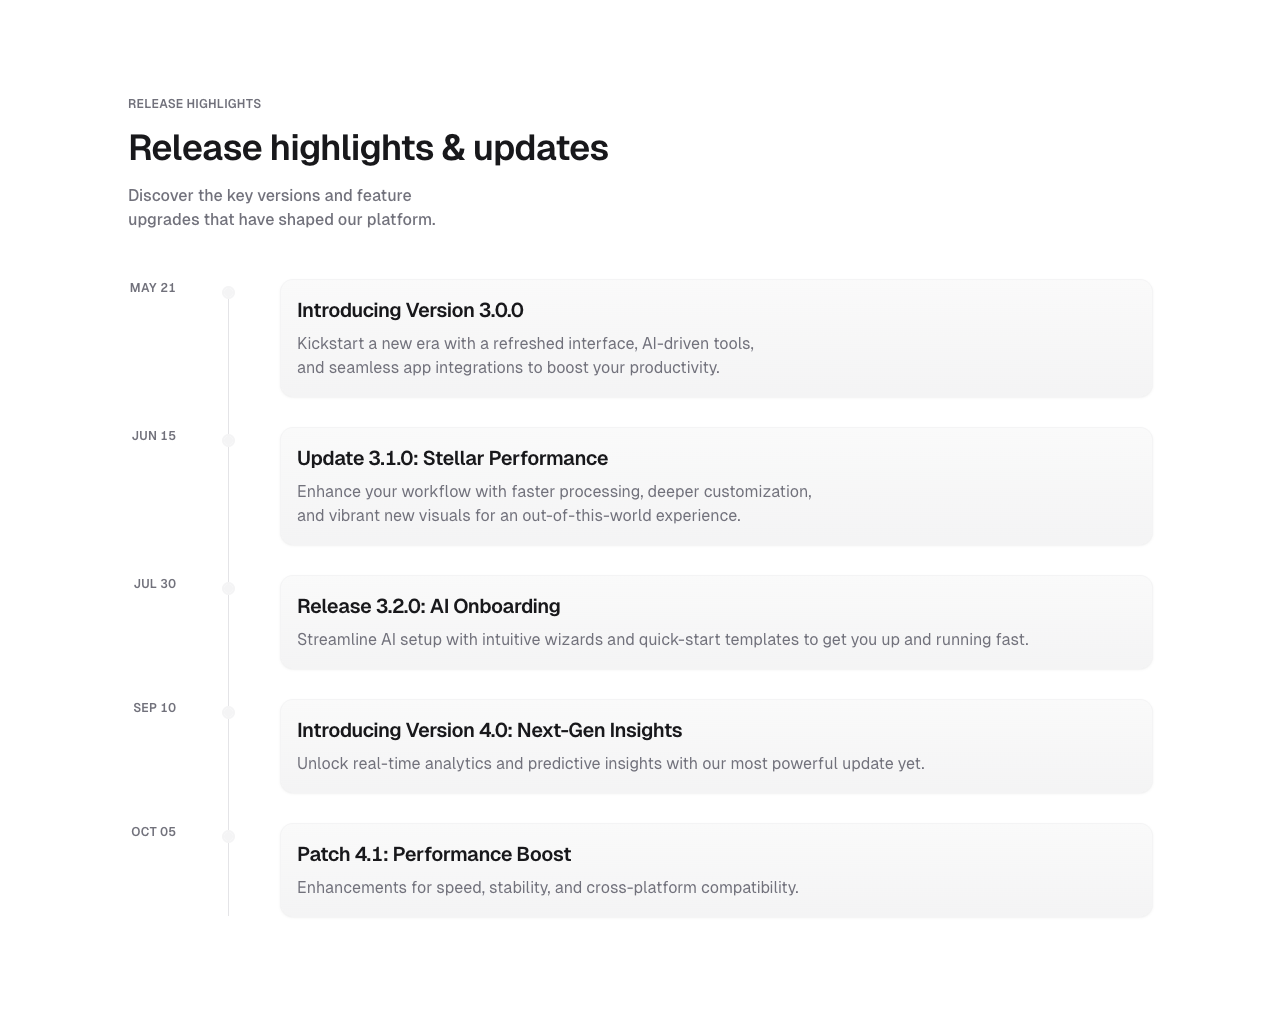 RELEASE HIGHLIGHTS
Release highlights & updates
Discover the key versions and feature
upgrades that have shaped our platform.
MAY 21
Introducing Version 3.0.0
Kickstart a new era with a refreshed interface, AI-driven tools,
and seamless app integrations to boost your productivity.
JUN 15
Update 3.1.0: Stellar Performance
Enhance your workflow with faster processing, deeper customization,
and vibrant new visuals for an out-of-this-world experience.
JUL 30
Release 3.2.0: AI Onboarding
Streamline AI setup with intuitive wizards and quick-start templates to get you up and running fast.
SEP 10
Introducing Version 4.0: Next-Gen Insights
Unlock real-time analytics and predictive insights with our most powerful update yet.
OCT 05
Patch 4.1: Performance Boost
Enhancements for speed, stability, and cross-platform compatibility.